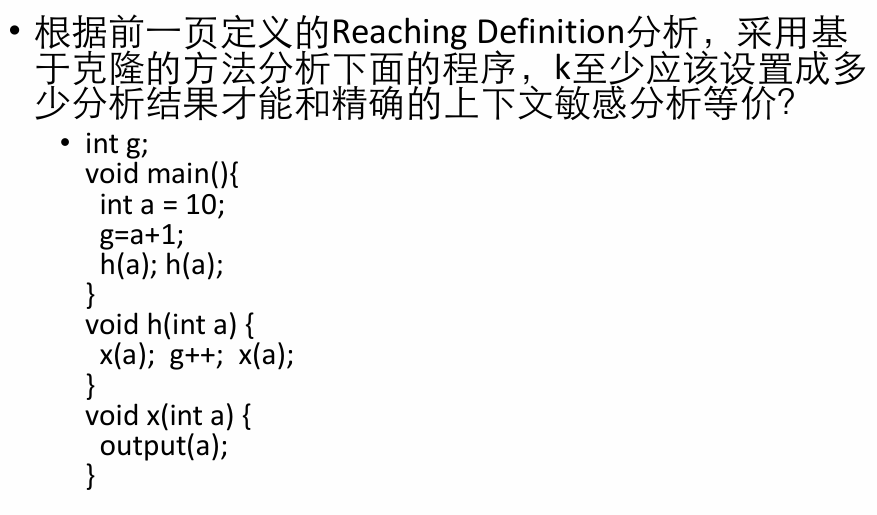 • 根据前一页定义的Reaching Definition分析，采用基
于克隆的方法分析下面的程序，k至少应该设置成多
少分析结果才能和精确的上下文敏感分析等价？
• int g;
void main(){
int a = 10;
g=a+1;
h(a); h(a);
}
void h(int a) {
x(a); g++; x(a);
}
void x(int a) {
output(a);
}